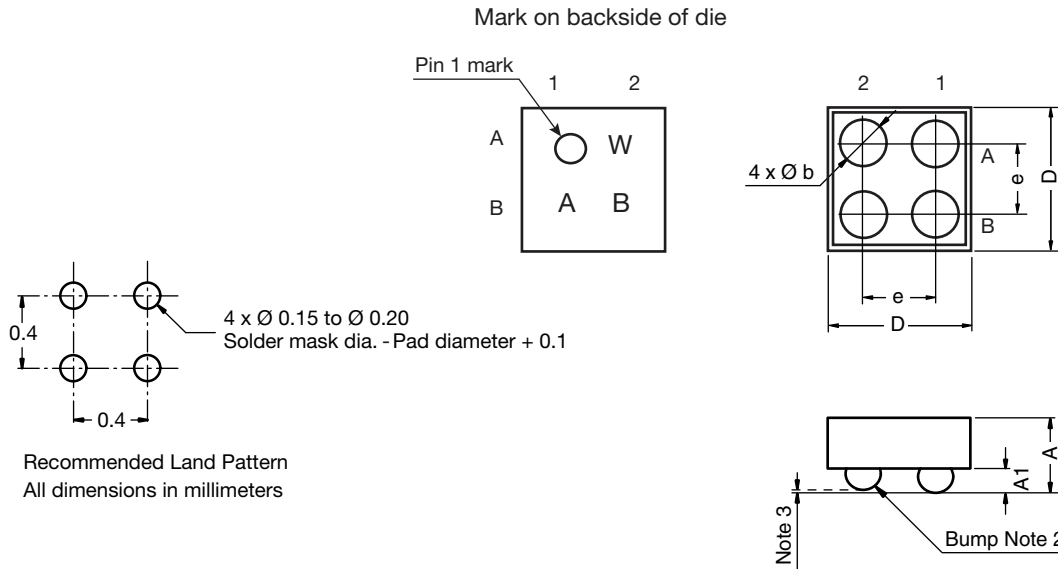 Mark on backside of die
Pin 1 mark
1 2
A W
B A B
2 1
4 x Ø b
A
B
e
D
e
D
0.4
4 x Ø 0.15 to Ø 0.20
Solder mask dia. - Pad diameter + 0.1
0.4
Recommended Land Pattern
All dimensions in millimeters
A
A1
Note 3
Bump Note 2